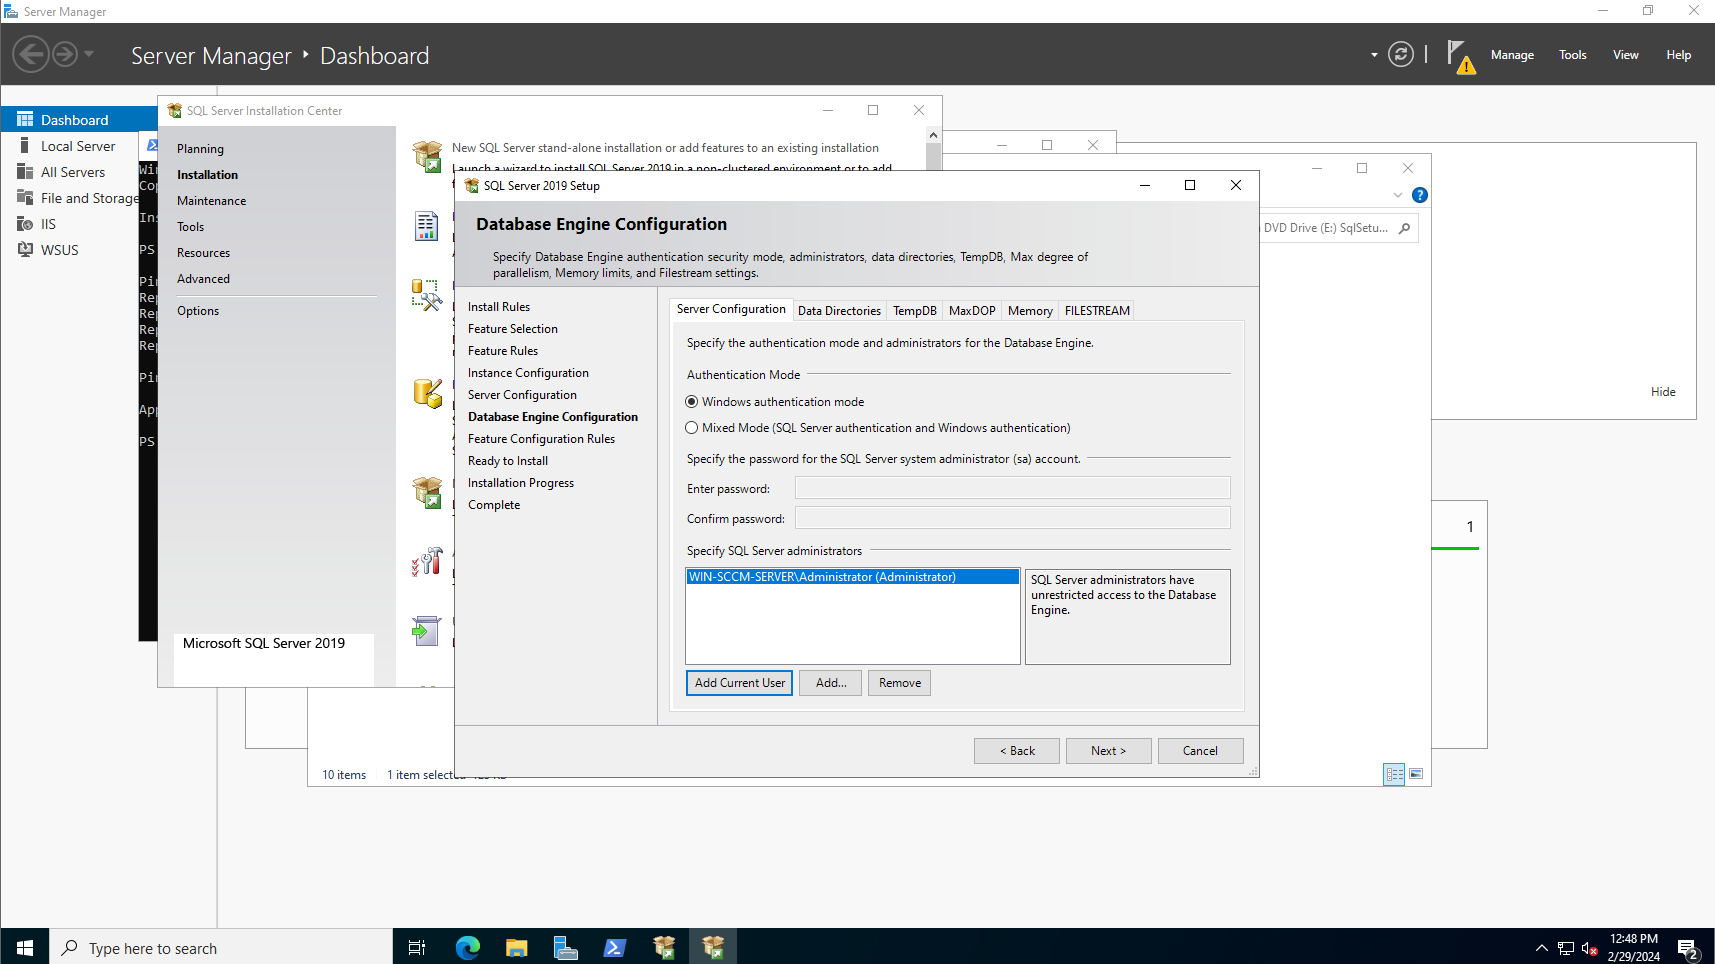 Server Manager
Server Manager
Dashboard
Manage
Tools
View
Help
Dashboard
Local Server
All Servers
File and Storage
IIS
WSUS
SQL Server Installation Center
Planning
Installation
Maintenance
Tools
Resources
Advanced
Options
Microsoft SQL Server 2019
New SQL Server stand-alone installation or add features to an existing installation
Launch a wizard to install SQL Server 2019 in a non-clustered environment or to add
PS
PS
SQL Server 2019 Setup
Database Engine Configuration
Specify Database Engine authentication security mode, administrators, data directories, TempDB, Max degree of
parallelism, Memory limits, and Filestream settings.
Install Rules
Feature Selection
Feature Rules
Instance Configuration
Server Configuration
Database Engine Configuration
Feature Configuration Rules
Ready to Install
Installation Progress
Complete
Server Configuration
Data Directories
TempDB
MaxDOP
Memory
FILESTREAM
Specify the authentication mode and administrators for the Database Engine.
Authentication Mode
Windows authentication mode
Mixed Mode (SQL Server authentication and Windows authentication)
Specify the password for the SQL Server system administrator (sa) account.
Enter password:
Confirm password:
Specify SQL Server administrators
WIN-SCCM-SERVER\Administrator (Administrator)
SQL Server administrators have
unrestricted access to the Database
Engine.
Add Current User
Add...
Remove
< Back
Next >
Cancel
DVD Drive (E:) SqlSetu...
Hide
1
10 items
1 item selected
Type here to search
12:48 PM
2/29/2024
2